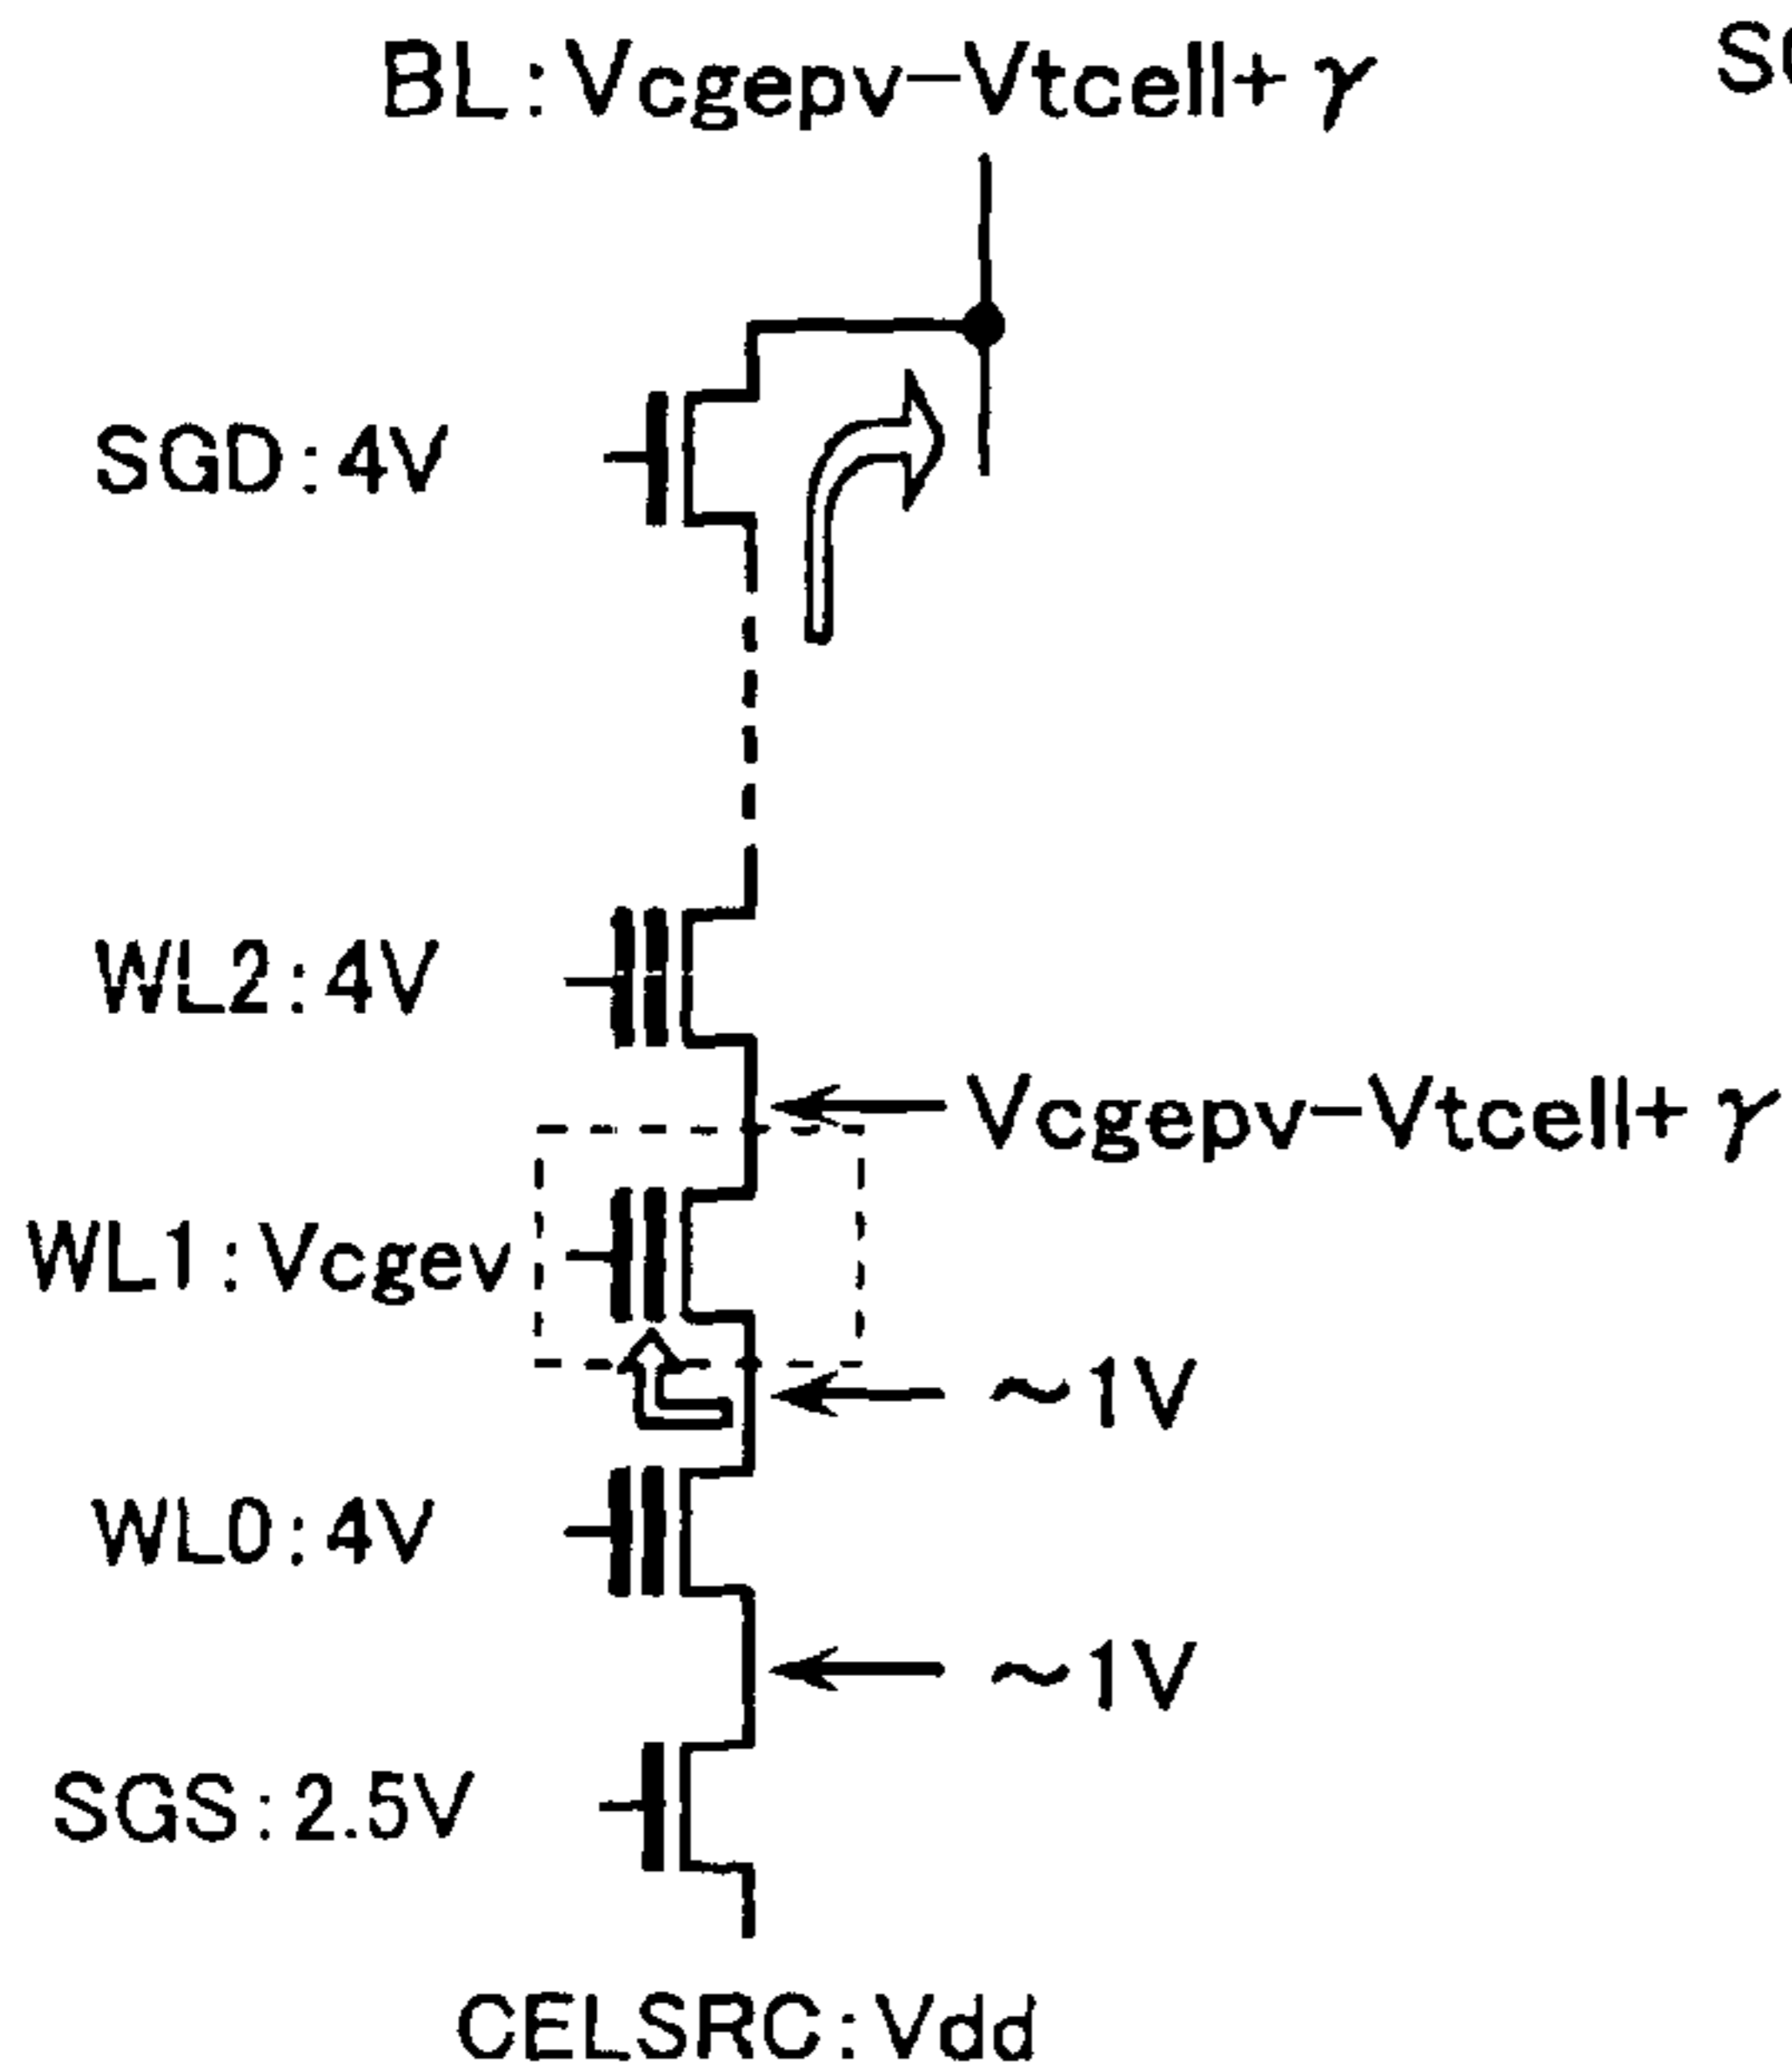 BL:Vcgepv-Vtcell+γ
SGD:4V
WL2:4V
Vcgepv-Vtcell+γ
WL1:Vcgev
~1V
WL0:4V
~1V
SGS:2.5V
CELSRC:Vdd